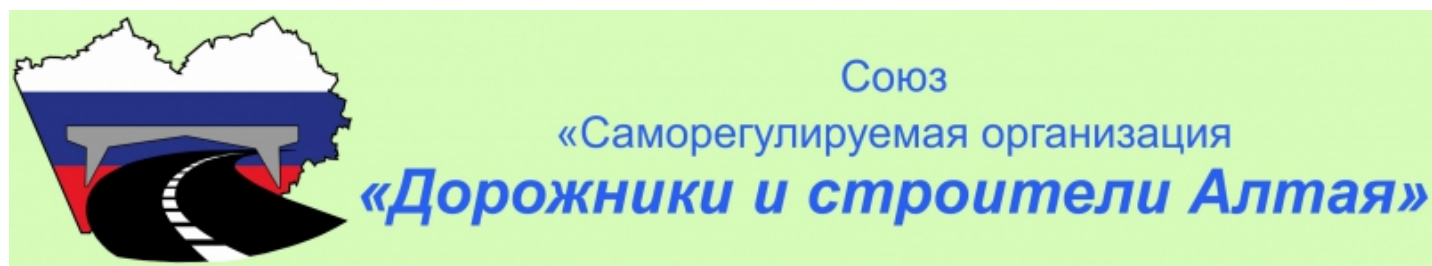 Союз
«Саморегулируемая организация
«Дорожники и строители Алтая»